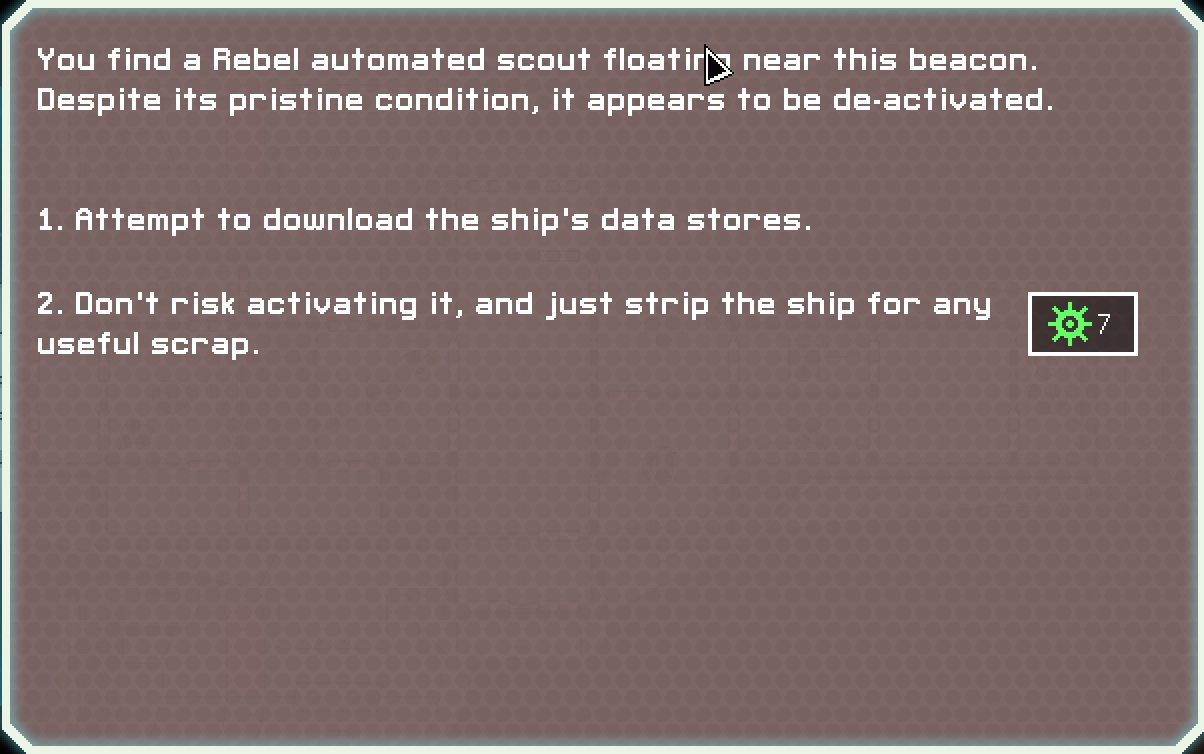 You find a Rebel automated scout floating near this beacon.
Despite its pristine condition, it appears to be de-activated.
1. Attempt to download the ship's data stores.
2. Don't risk activating it, and just strip the ship for any
useful scrap.
7